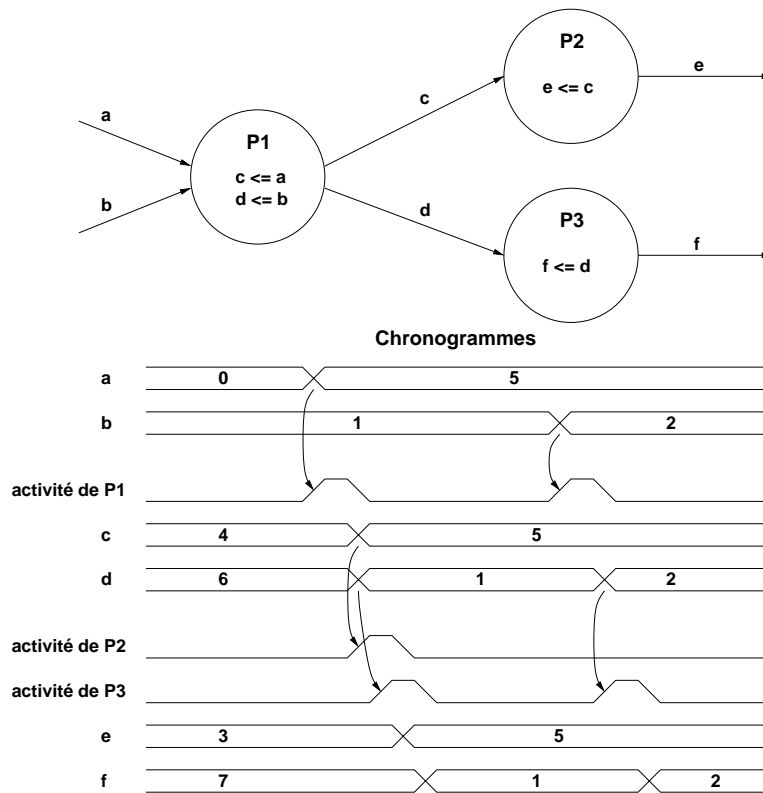 P2
e <= c
e
a
c
P1
c <= a
d <= b
b
d
P3
f <= d
f
Chronogrammes
a 0 5
b 1 2
activité de P1
c 4 5
d 6 1 2
activité de P2
activité de P3
e 3 5
f 7 1 2